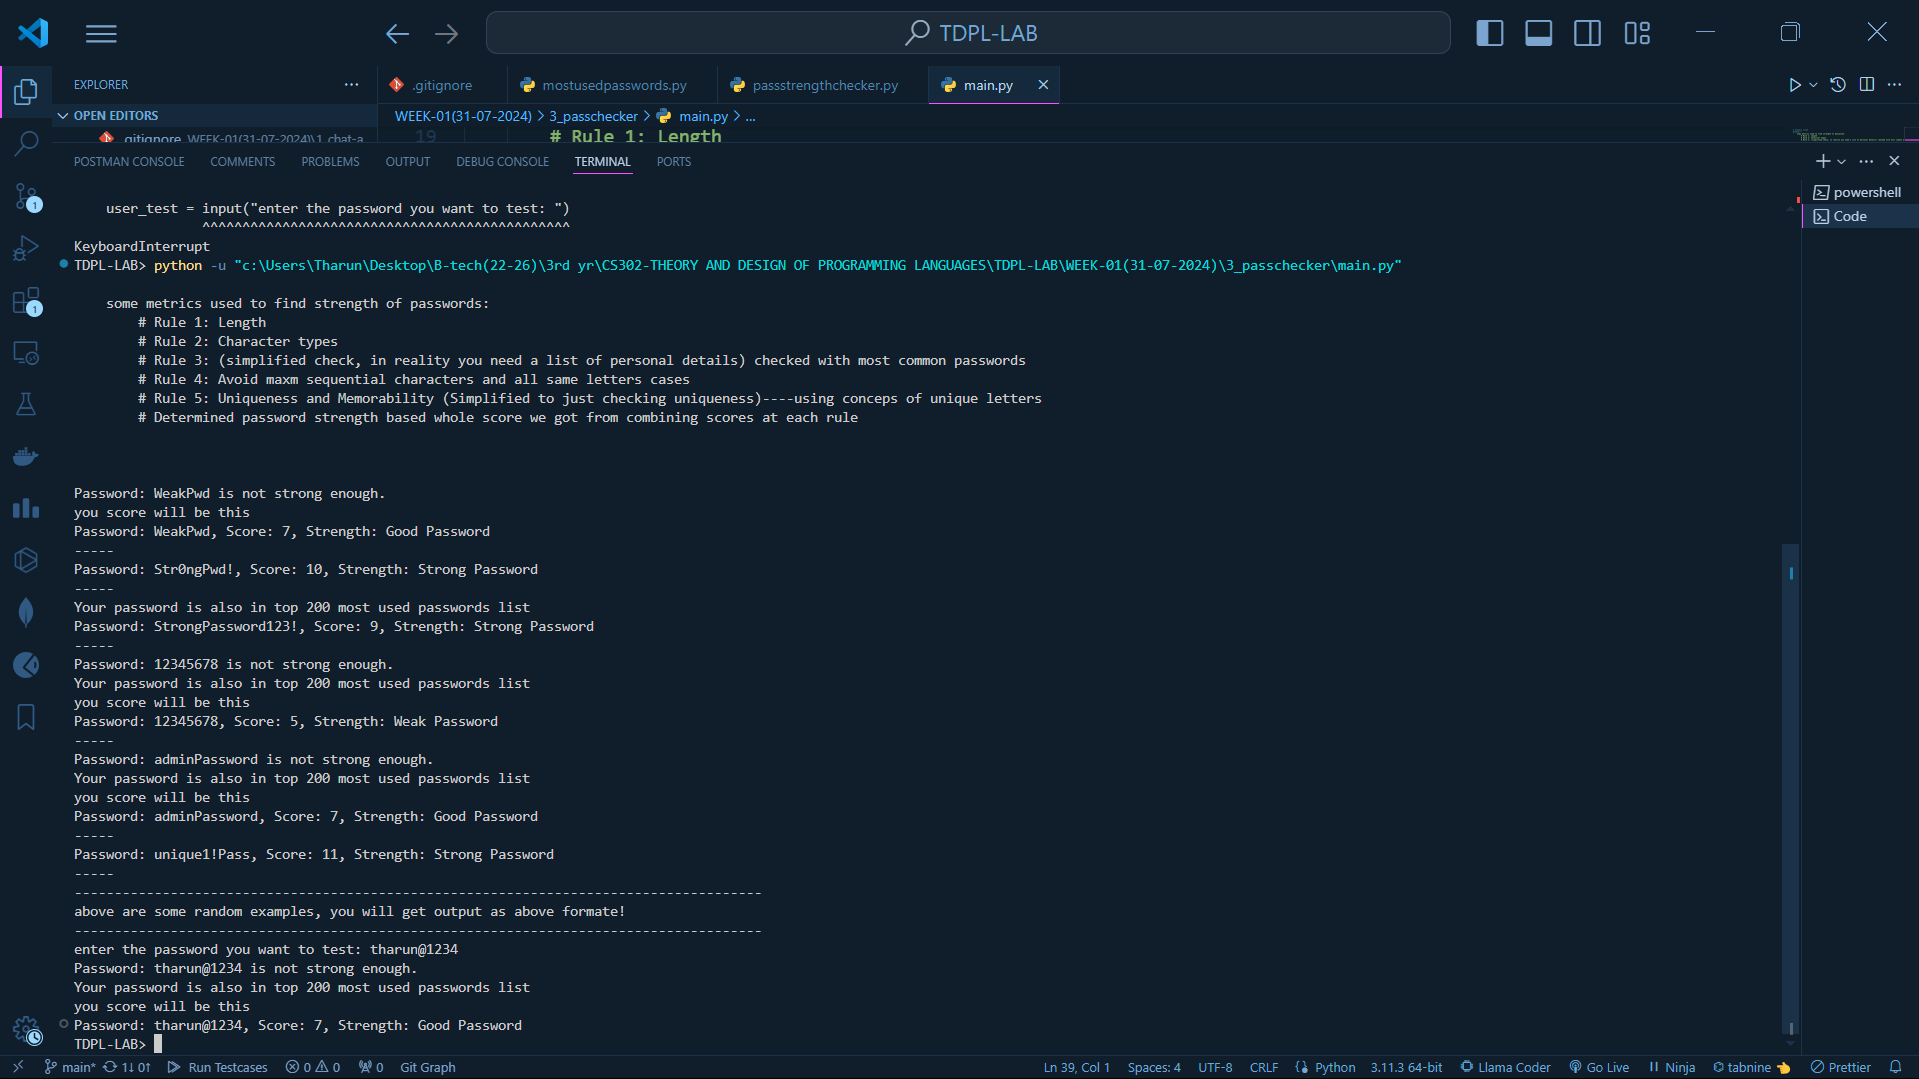 TDPL-LAB
EXPLORER
.gitignore
mostusedpasswords.py
passstrengthchecker.py
main.py
OPEN EDITORS
.gitignore WEEK-01(31-07-2024)\1_chat-a...
WEEK-01(31-07-2024) > 3_passchecker > main.py > ...
19 # Rule 1: Length
POSTMAN CONSOLE COMMENTS PROBLEMS OUTPUT DEBUG CONSOLE TERMINAL PORTS
powershell
Code
user_test = input("enter the password you want to test: ")
^^^^^^^^^^^^^^^^^^^^^^^^^^^^^^^^^^^^^^^^^^^^^^
KeyboardInterrupt
TDPL-LAB> python -u "c:\Users\Tharun\Desktop\B-tech(22-26)\3rd yr\CS302-THEORY AND DESIGN OF PROGRAMMING LANGUAGES\TDPL-LAB\WEEK-01(31-07-2024)\3_passchecker\main.py"
some metrics used to find strength of passwords:
# Rule 1: Length
# Rule 2: Character types
# Rule 3: (simplified check, in reality you need a list of personal details) checked with most common passwords
# Rule 4: Avoid maxm sequential characters and all same letters cases
# Rule 5: Uniqueness and Memorability (Simplified to just checking uniqueness)----using conceps of unique letters
# Determined password strength based whole score we got from combining scores at each rule
Password: WeakPwd is not strong enough.
you score will be this
Password: WeakPwd, Score: 7, Strength: Good Password
-----
Password: Str0ngPwd!, Score: 10, Strength: Strong Password
-----
Your password is also in top 200 most used passwords list
Password: StrongPassword123!, Score: 9, Strength: Strong Password
-----
Password: 12345678 is not strong enough.
Your password is also in top 200 most used passwords list
you score will be this
Password: 12345678, Score: 5, Strength: Weak Password
-----
Password: adminPassword is not strong enough.
Your password is also in top 200 most used passwords list
you score will be this
Password: adminPassword, Score: 7, Strength: Good Password
-----
Password: unique1!Pass, Score: 11, Strength: Strong Password
-----
--------------------------------------------------------------------------------------
above are some random examples, you will get output as above formate!
--------------------------------------------------------------------------------------
enter the password you want to test: tharun@1234
Password: tharun@1234 is not strong enough.
Your password is also in top 200 most used passwords list
you score will be this
Password: tharun@1234, Score: 7, Strength: Good Password
TDPL-LAB>
main* 1↓ 0↑ Run Testcases 0 0 0 Git Graph Ln 39, Col 1 Spaces: 4 UTF-8 CRLF Python 3.11.3 64-bit Llama Coder Go Live Ninja tabnine Prettier